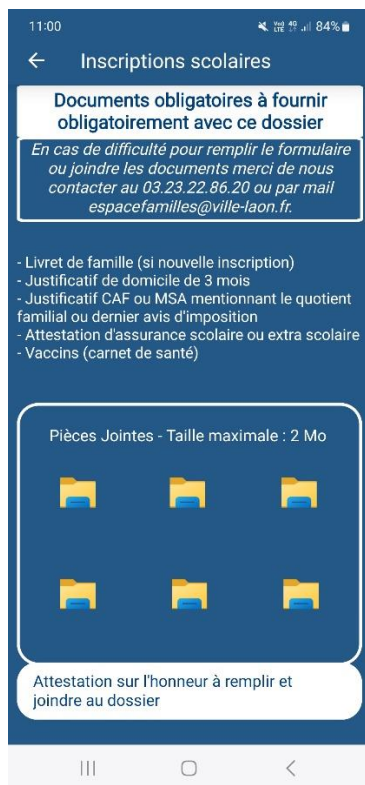 11:00
Vo) 4G LTE 84%
Inscriptions scolaires
Documents obligatoires à fournir
obligatoirement avec ce dossier
En cas de difficulté pour remplir le formulaire
ou joindre les documents merci de nous
contacter au 03.23.22.86.20 ou par mail
espacefamilles@ville-laon.fr.
- Livret de famille (si nouvelle inscription)
- Justificatif de domicile de 3 mois
- Justificatif CAF ou MSA mentionnant le quotient
familial ou dernier avis d'imposition
- Attestation d'assurance scolaire ou extra scolaire
- Vaccins (carnet de santé)
Pièces Jointes - Taille maximale : 2 Mo
Attestation sur l'honneur à remplir et
joindre au dossier